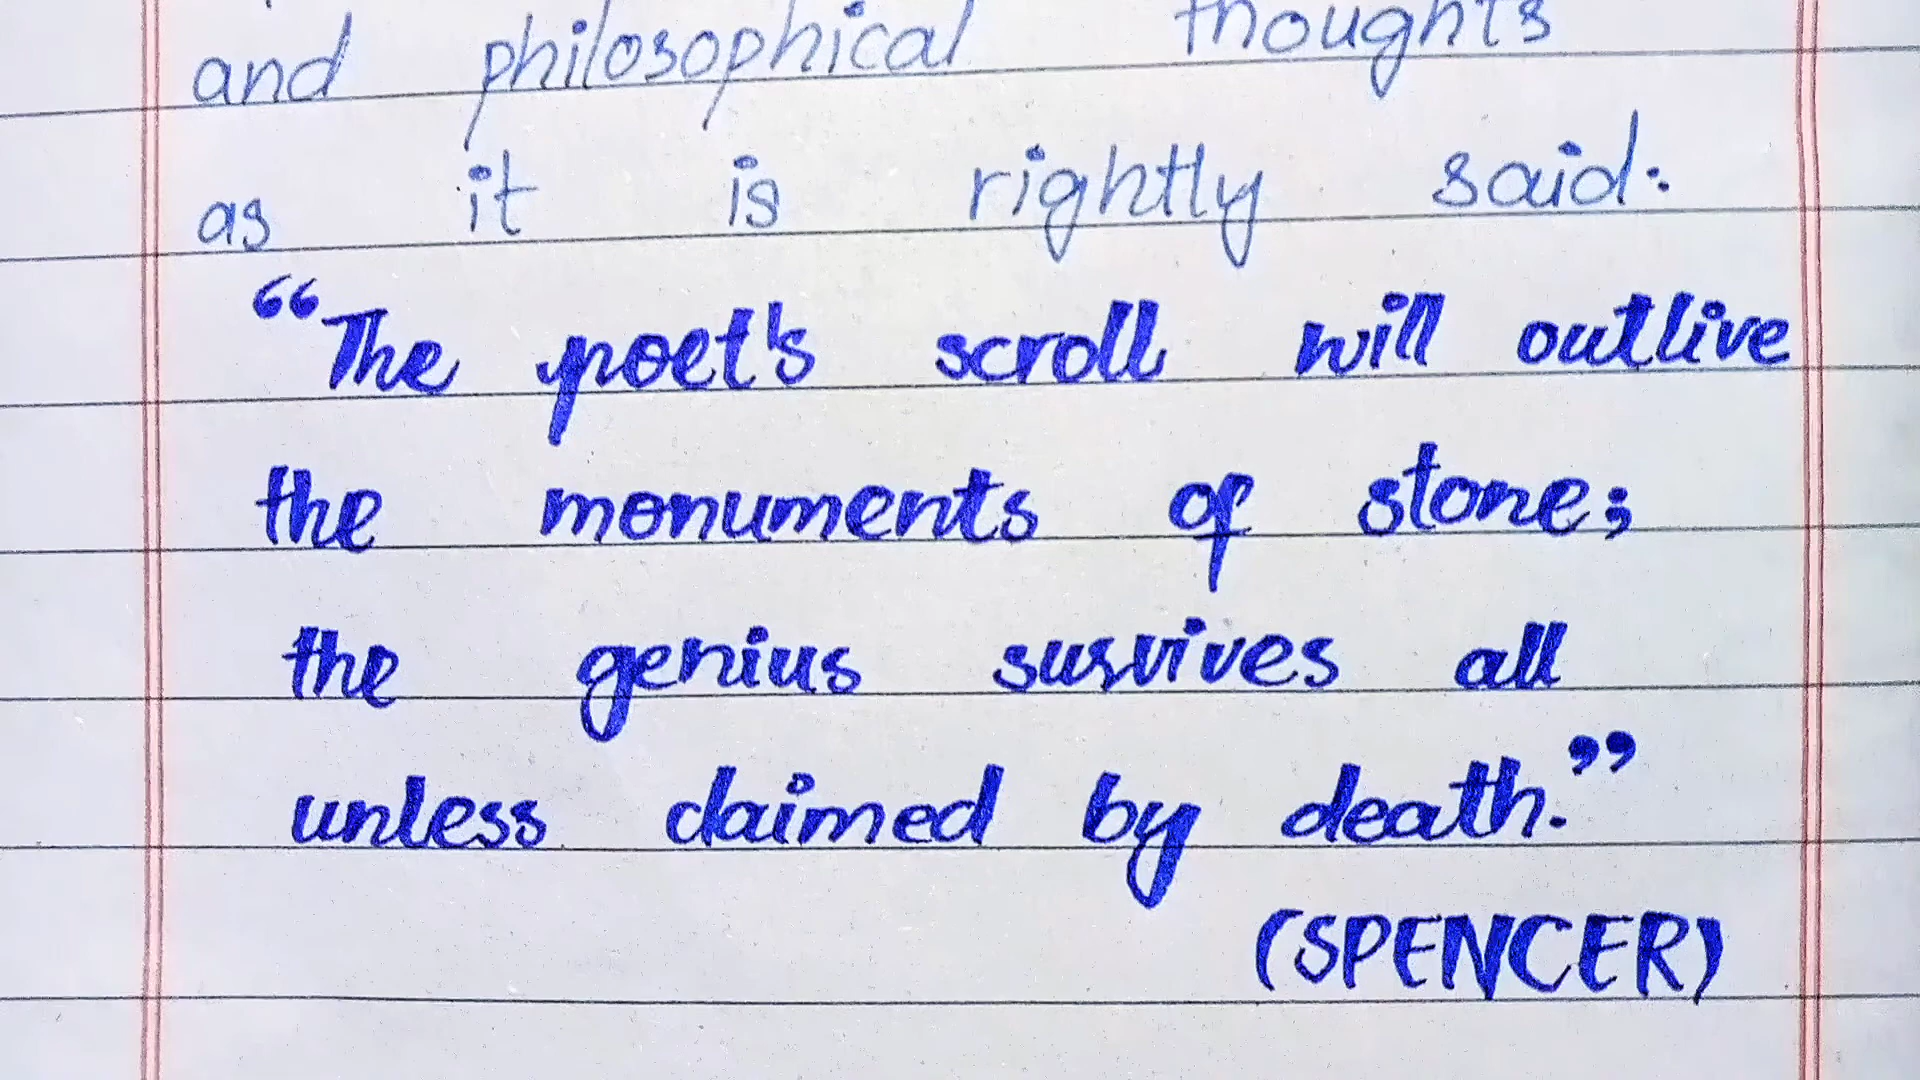 and philosophical thoughts
as it is rightly said:
“The poet's scroll will outlive
the monuments of stone;
the genius survives all
unless claimed by death.”
(SPENCER)